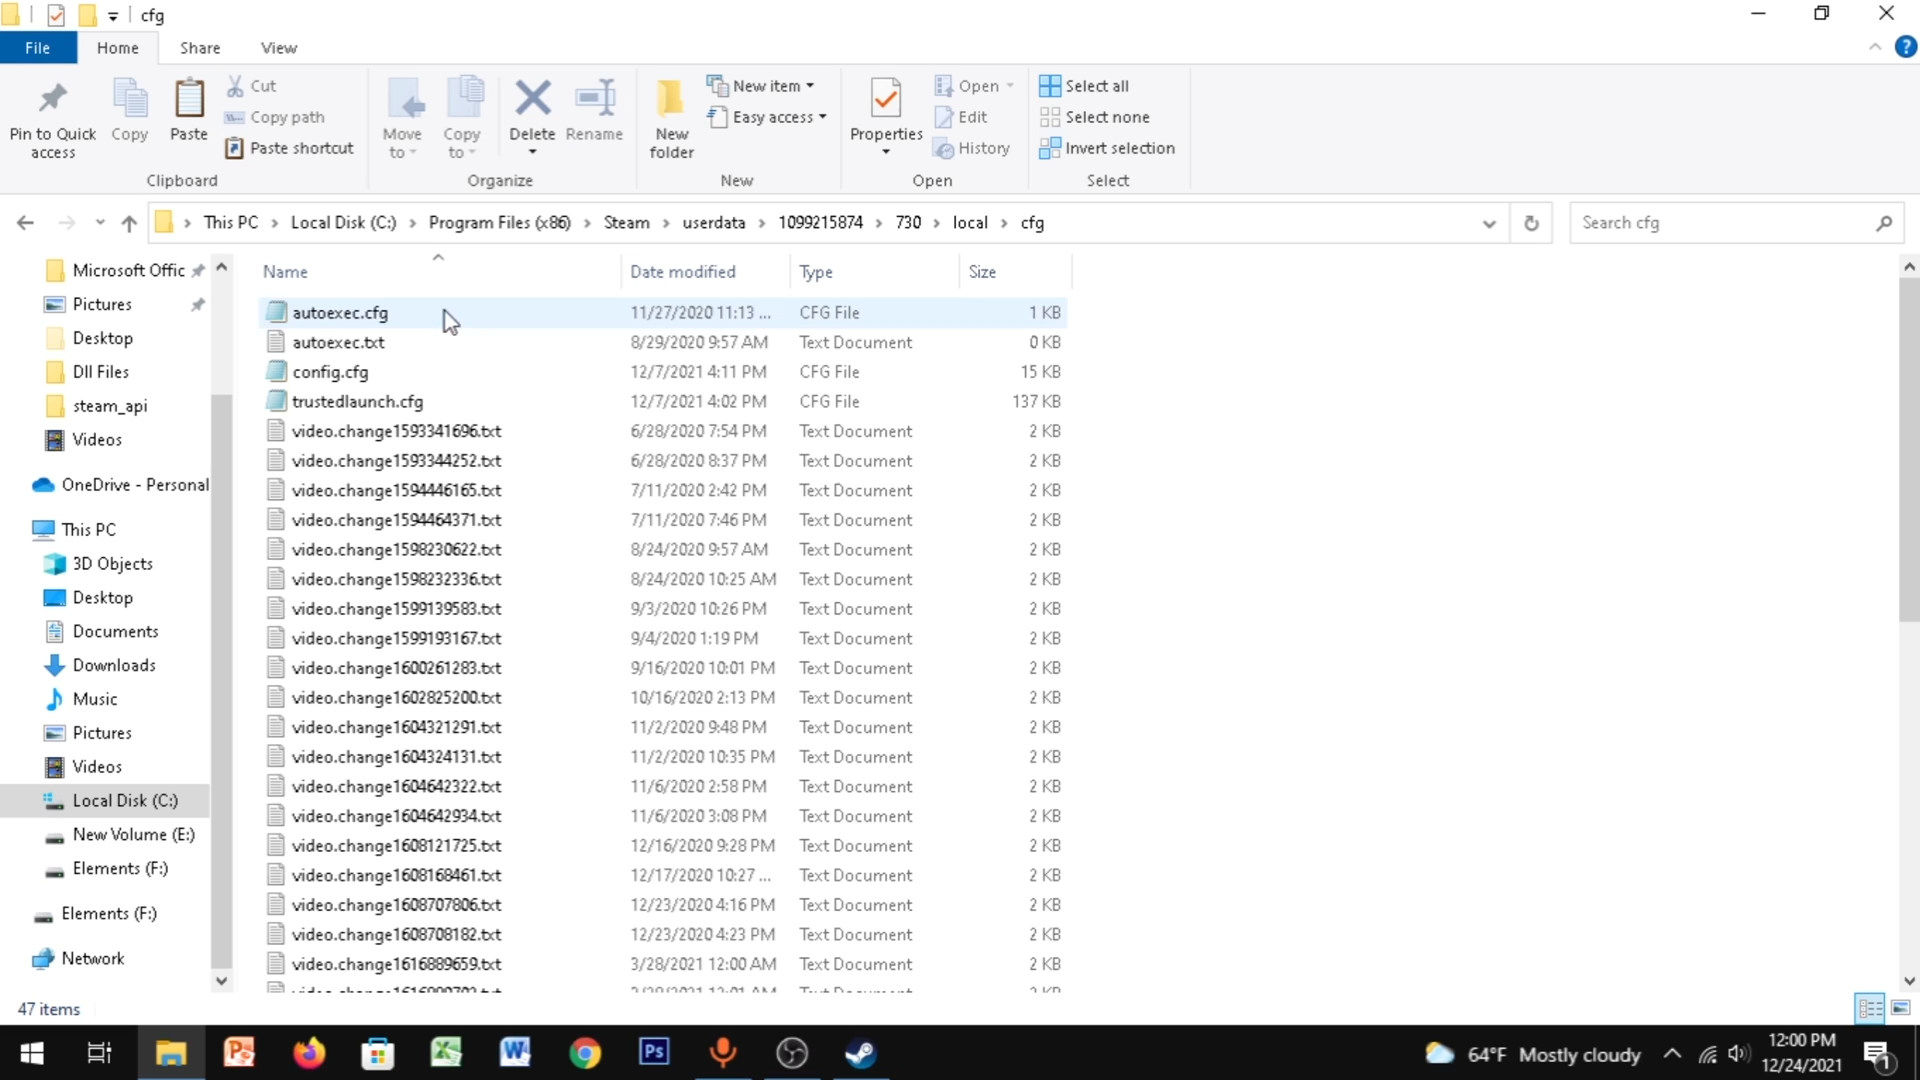 cfg
File Home Share View
Pin to Quick access
Copy
Paste
Cut
Copy path
Paste shortcut
Clipboard
Move to
Copy to
Delete
Rename
Organize
New folder
New item
Easy access
New
Properties
Open
Edit
History
Open
Select all
Select none
Invert selection
Select
This PC Local Disk (C:) Program Files (x86) Steam userdata 1099215874 730 local cfg
Search cfg
Microsoft Offic
Pictures
Desktop
Dll Files
steam_api
Videos
OneDrive - Personal
This PC
3D Objects
Desktop
Documents
Downloads
Music
Pictures
Videos
Local Disk (C:)
New Volume (E:)
Elements (F:)
Elements (F:)
Network
Name Date modified Type Size
autoexec.cfg 11/27/2020 11:13 ... CFG File 1 KB
autoexec.txt 8/29/2020 9:57 AM Text Document 0 KB
config.cfg 12/7/2021 4:11 PM CFG File 15 KB
trustedlaunch.cfg 12/7/2021 4:02 PM CFG File 137 KB
video.change1593341696.txt 6/28/2020 7:54 PM Text Document 2 KB
video.change1593344252.txt 6/28/2020 8:37 PM Text Document 2 KB
video.change1594446165.txt 7/11/2020 2:42 PM Text Document 2 KB
video.change1594464371.txt 7/11/2020 7:46 PM Text Document 2 KB
video.change1598230622.txt 8/24/2020 9:57 AM Text Document 2 KB
video.change1598232336.txt 8/24/2020 10:25 AM Text Document 2 KB
video.change1599139583.txt 9/3/2020 10:26 PM Text Document 2 KB
video.change1599193167.txt 9/4/2020 1:19 PM Text Document 2 KB
video.change1600261283.txt 9/16/2020 10:01 PM Text Document 2 KB
video.change1602825200.txt 10/16/2020 2:13 PM Text Document 2 KB
video.change1604321291.txt 11/2/2020 9:48 PM Text Document 2 KB
video.change1604324131.txt 11/2/2020 10:35 PM Text Document 2 KB
video.change1604642322.txt 11/6/2020 2:58 PM Text Document 2 KB
video.change1604642934.txt 11/6/2020 3:08 PM Text Document 2 KB
video.change1608121725.txt 12/16/2020 9:28 PM Text Document 2 KB
video.change1608168461.txt 12/17/2020 10:27 ... Text Document 2 KB
video.change1608707806.txt 12/23/2020 4:16 PM Text Document 2 KB
video.change1608708182.txt 12/23/2020 4:23 PM Text Document 2 KB
video.change1616889659.txt 3/28/2021 12:00 AM Text Document 2 KB
47 items
Ps
64°F Mostly cloudy
12:00 PM
12/24/2021
1